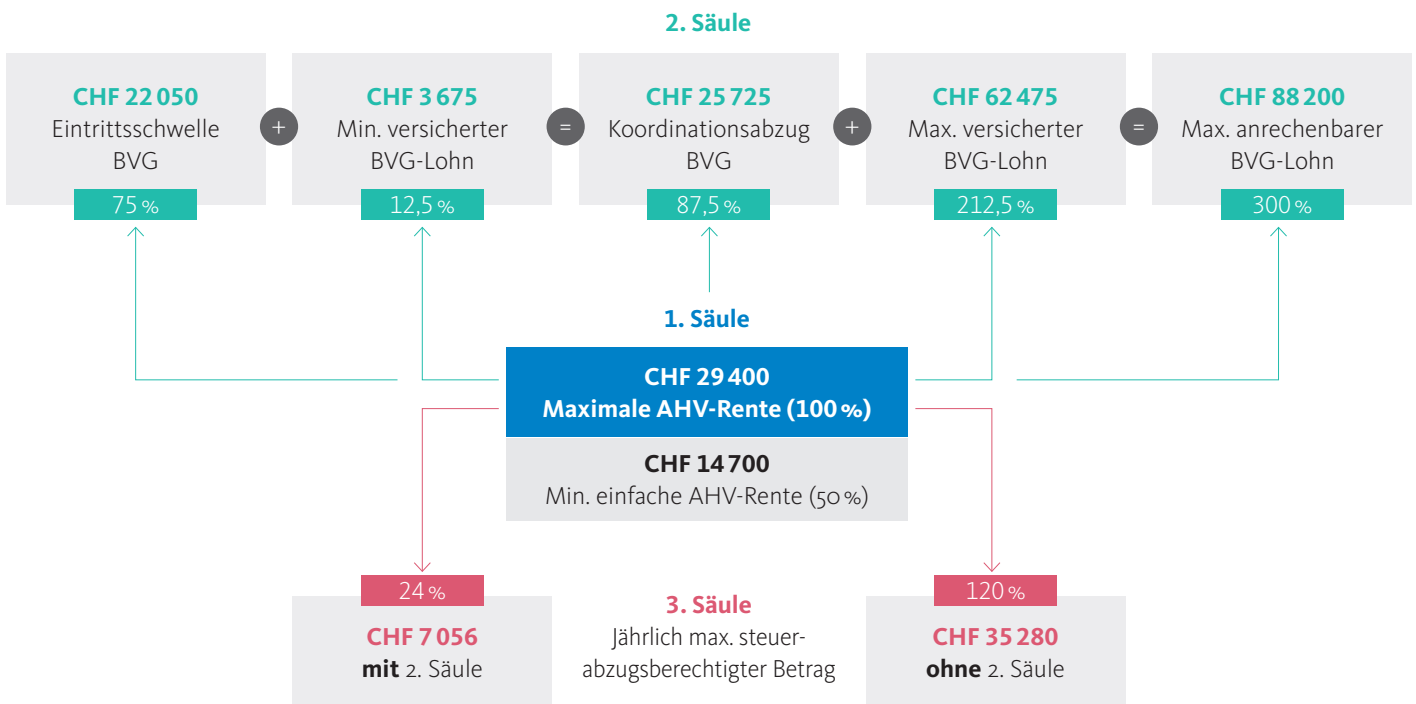 2. Säule
CHF 22 050
Eintrittsschwelle
BVG
75 %
+
CHF 3 675
Min. versicherter
BVG-Lohn
12,5 %
=
CHF 25 725
Koordinationsabzug
BVG
87,5 %
+
CHF 62 475
Max. versicherter
BVG-Lohn
212,5 %
=
CHF 88 200
Max. anrechenbarer
BVG-Lohn
300 %
1. Säule
CHF 29 400
Maximale AHV-Rente (100 %)
CHF 14 700
Min. einfache AHV-Rente (50 %)
24 %
CHF 7 056
mit 2. Säule
3. Säule
Jährlich max. steuer-
abzugsberechtigter Betrag
120 %
CHF 35 280
ohne 2. Säule